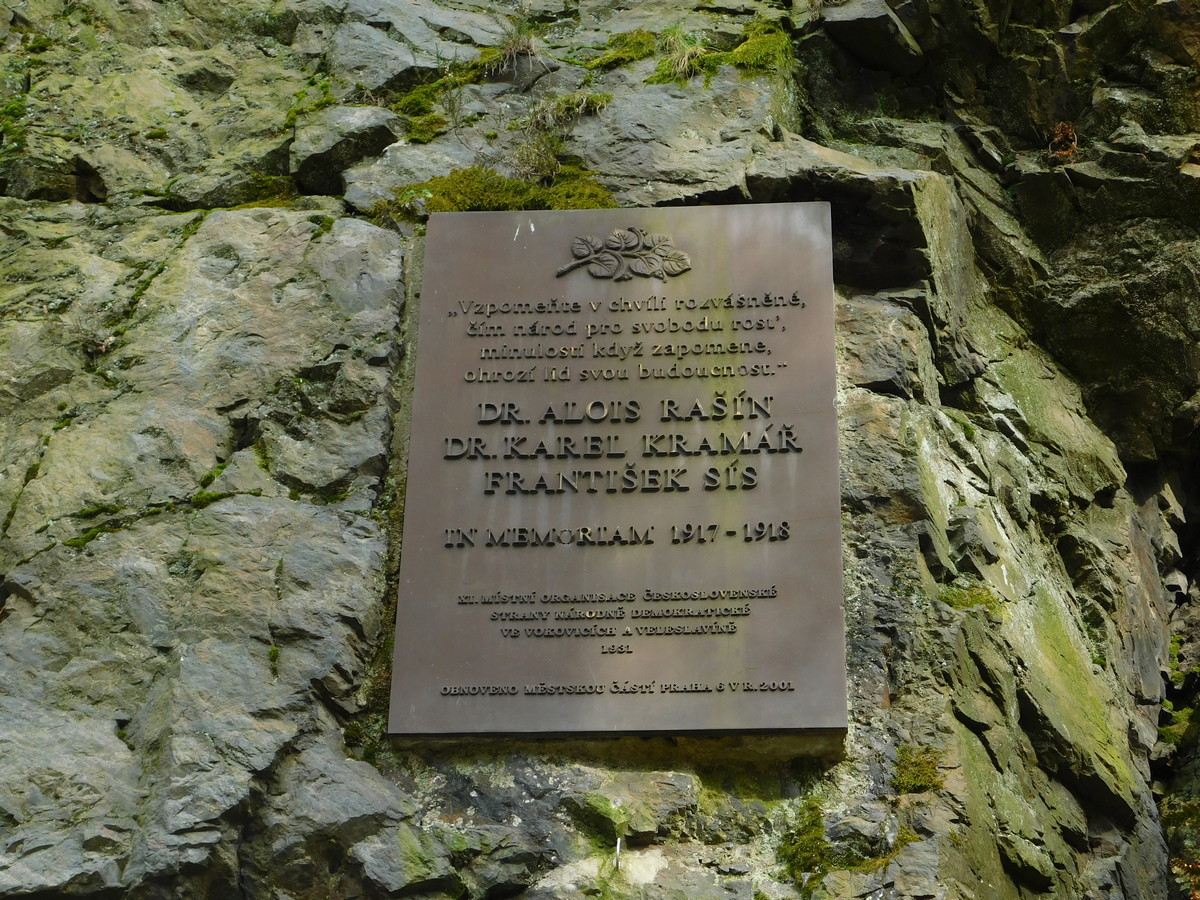 „Vzpomeňte v chvíli rozvášněné,
čím národ pro svobodu rost',
minulosti když zapomene,
ohrozí lid svou budoucnost."
DR. ALOIS RAŠÍN
DR. KAREL KRAMÁŘ
FRANTIŠEK SÍS
IN MEMORIAM 1917 - 1918
XI. MÍSTNÍ ORGANISACE ČESKOSLOVENSKÉ
STRANY NÁRODNĚ DEMOKRATICKÉ
VE VOKOVICÍCH A VELESLAVÍNĚ
1931
OBNOVENO MĚSTSKOU ČÁSTÍ PRAHA 6 V R. 2001